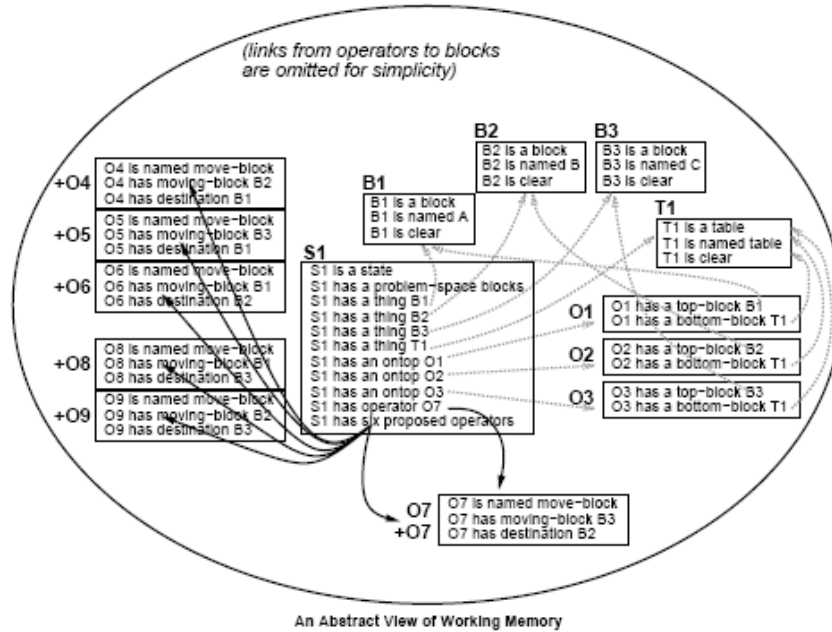 (links from operators to blocks
are omitted for simplicity)
B2
B2 is a block
B2 is named B
B2 is clear
B3
B3 is a block
B3 is named C
B3 is clear
B1
B1 is a block
B1 is named A
B1 is clear
T1
T1 is a table
T1 is named table
T1 is clear
+O4
O4 is named move-block
O4 has moving-block B2
O4 has destination B1
+O5
O5 is named move-block
O5 has moving-block B3
O5 has destination B1
+O6
O6 is named move-block
O6 has moving-block B1
O6 has destination B2
+O8
O8 is named move-block
O8 has moving-block B1
O8 has destination B3
+O9
O9 is named move-block
O9 has moving-block B2
O9 has destination B3
S1
S1 is a state
S1 has a problem-space blocks
S1 has a thing B1
S1 has a thing B2
S1 has a thing B3
S1 has a thing T1
S1 has an ontop O1
S1 has an ontop O2
S1 has an ontop O3
S1 has operator O7
S1 has six proposed operators
O1
O1 has a top-block B1
O1 has a bottom-block T1
O2
O2 has a top-block B2
O2 has a bottom-block T1
O3
O3 has a top-block B3
O3 has a bottom-block T1
O7
+O7
O7 is named move-block
O7 has moving-block B3
O7 has destination B2
An Abstract View of Working Memory